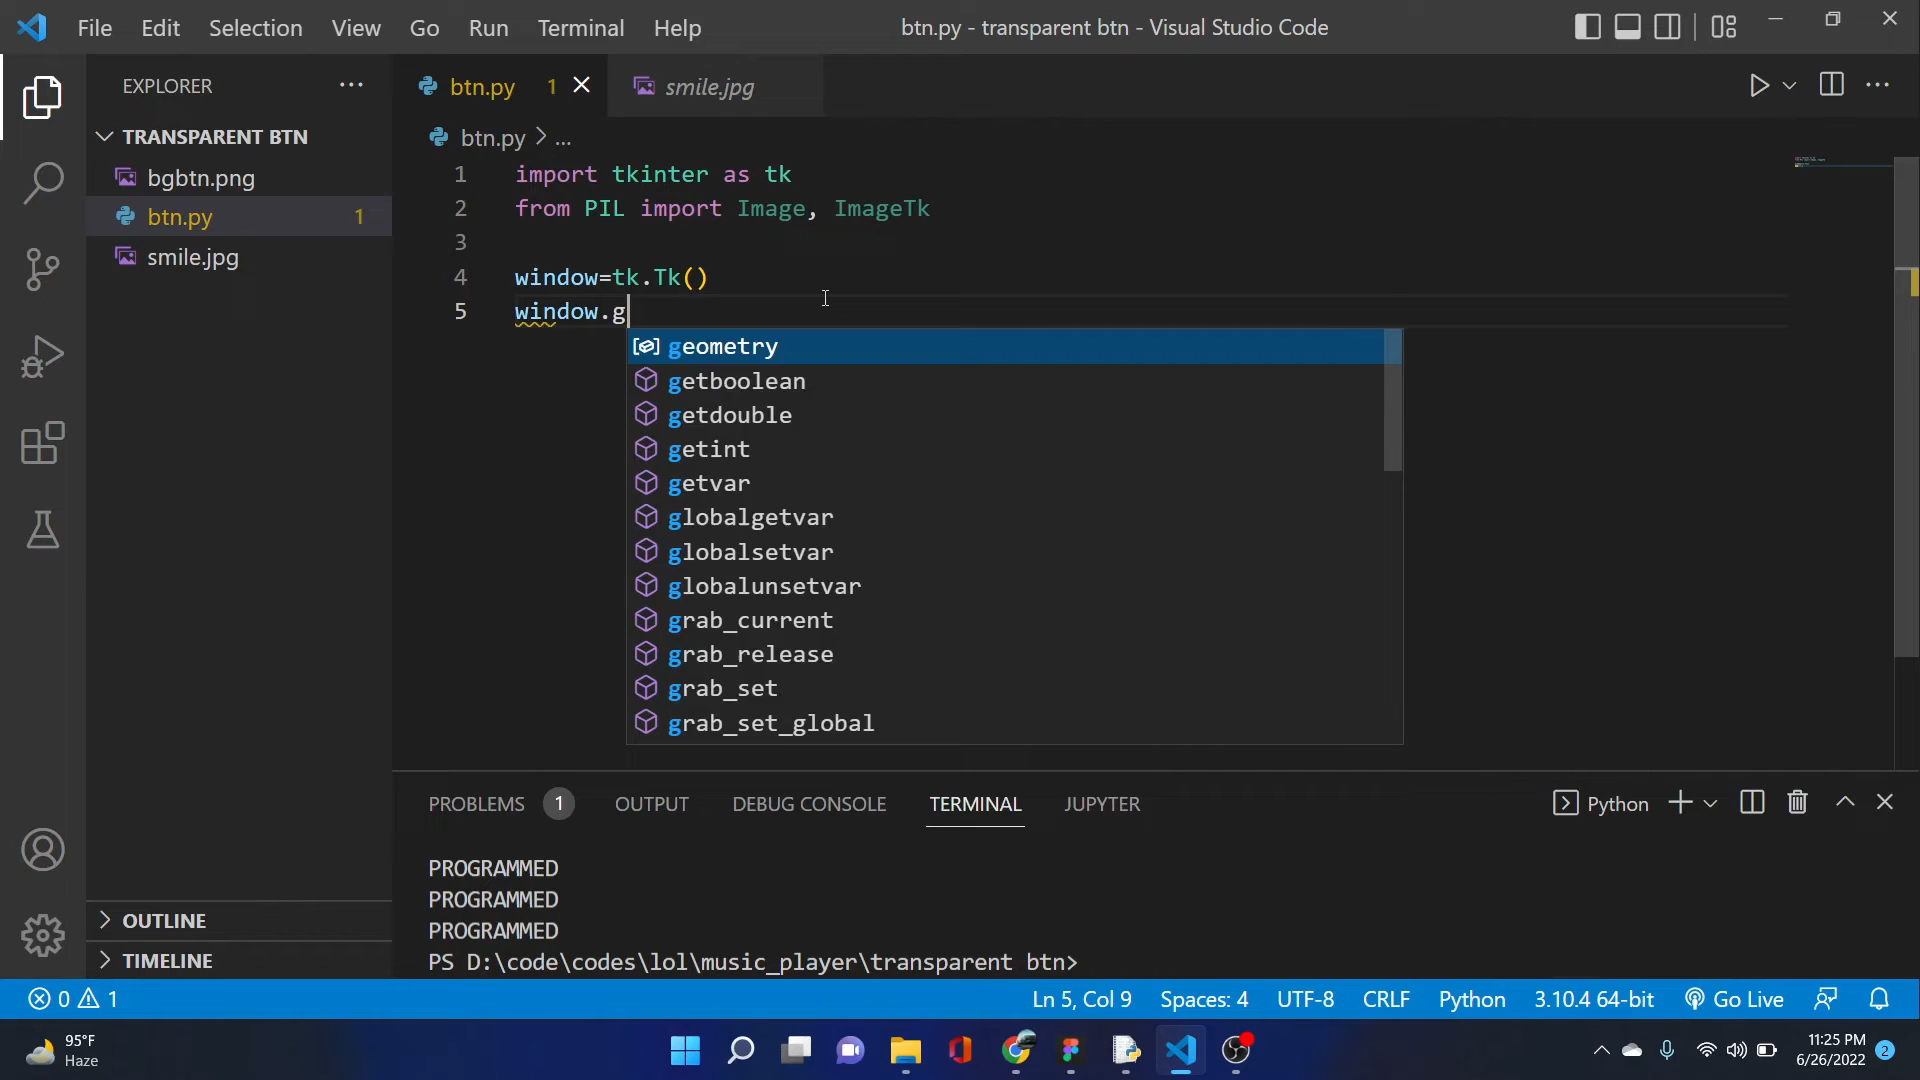 File Edit Selection View Go Run Terminal Help
btn.py - transparent btn - Visual Studio Code
EXPLORER
btn.py 1
smile.jpg
TRANSPARENT BTN
bgbtn.png
btn.py 1
smile.jpg
OUTLINE
TIMELINE
btn.py > ...
1 import tkinter as tk
2 from PIL import Image, ImageTk
3
4 window=tk.Tk()
5 window.g
geometry
getboolean
getdouble
getint
getvar
globalgetvar
globalsetvar
globalunsetvar
grab_current
grab_release
grab_set
grab_set_global
PROBLEMS 1 OUTPUT DEBUG CONSOLE TERMINAL JUPYTER
Python
PROGRAMMED
PROGRAMMED
PROGRAMMED
PS D:\code\codes\lol\music_player\transparent btn>
0 1
Ln 5, Col 9 Spaces: 4 UTF-8 CRLF Python 3.10.4 64-bit Go Live
95°F
Haze
11:25 PM
6/26/2022
2